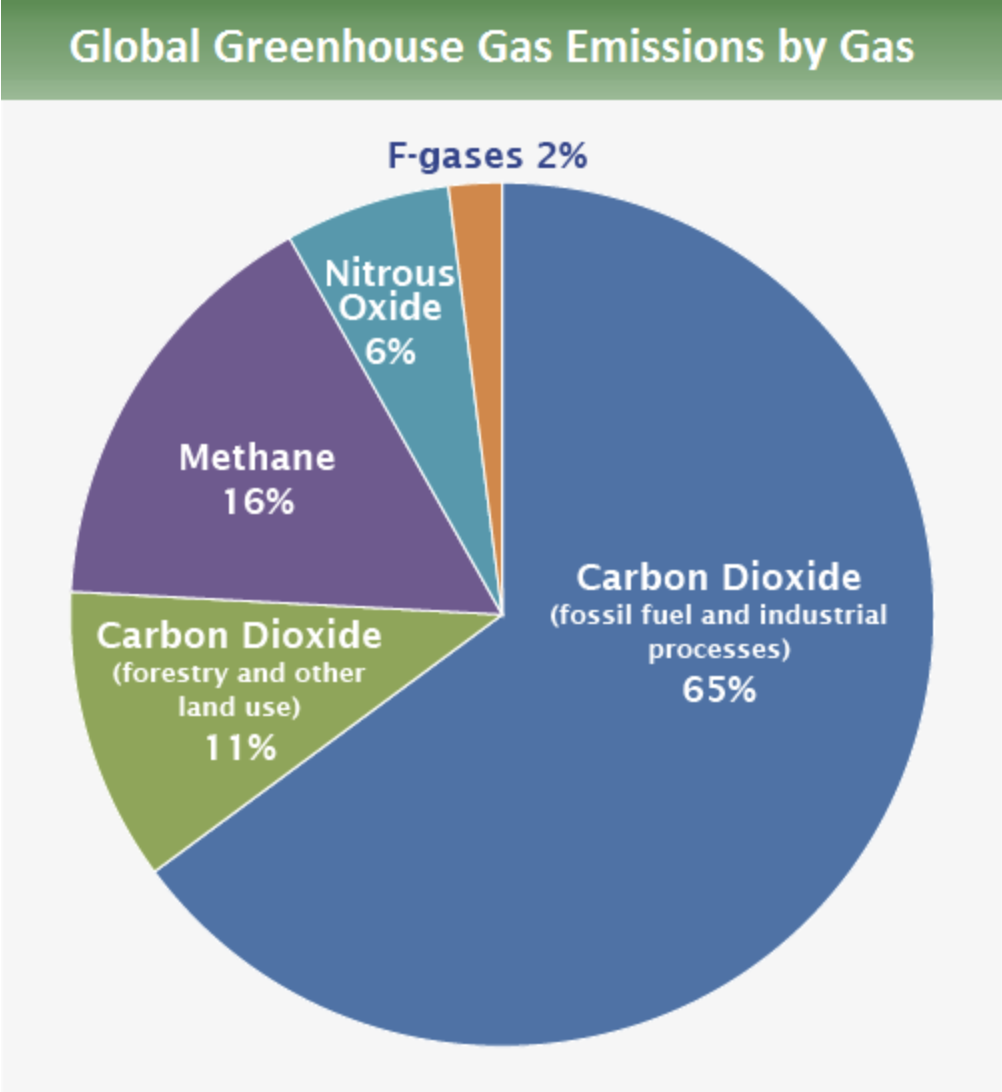 Global Greenhouse Gas Emissions by Gas
F-gases 2%
Nitrous
Oxide
6%
Methane
16%
Carbon Dioxide
(fossil fuel and industrial
processes)
65%
Carbon Dioxide
(forestry and other
land use)
11%